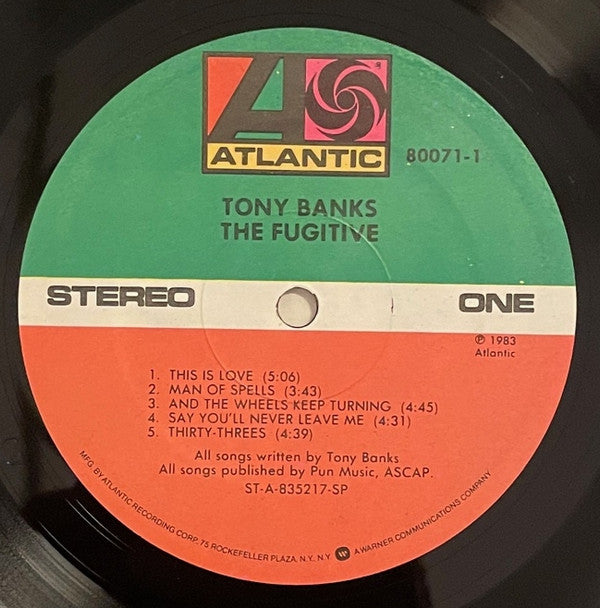 ATLANTIC
80071-1
TONY BANKS
THE FUGITIVE
STEREO
ONE
℗ 1983
Atlantic
1. THIS IS LOVE (5:06)
2. MAN OF SPELLS (3:43)
3. AND THE WHEELS KEEP TURNING (4:45)
4. SAY YOU'LL NEVER LEAVE ME (4:31)
5. THIRTY-THREES (4:39)
All songs written by Tony Banks
All songs published by Pun Music, ASCAP.
ST-A-835217-SP
MFG. BY ATLANTIC RECORDING CORP., 75 ROCKEFELLER PLAZA, N.Y., N.Y. A WARNER COMMUNICATIONS COMPANY